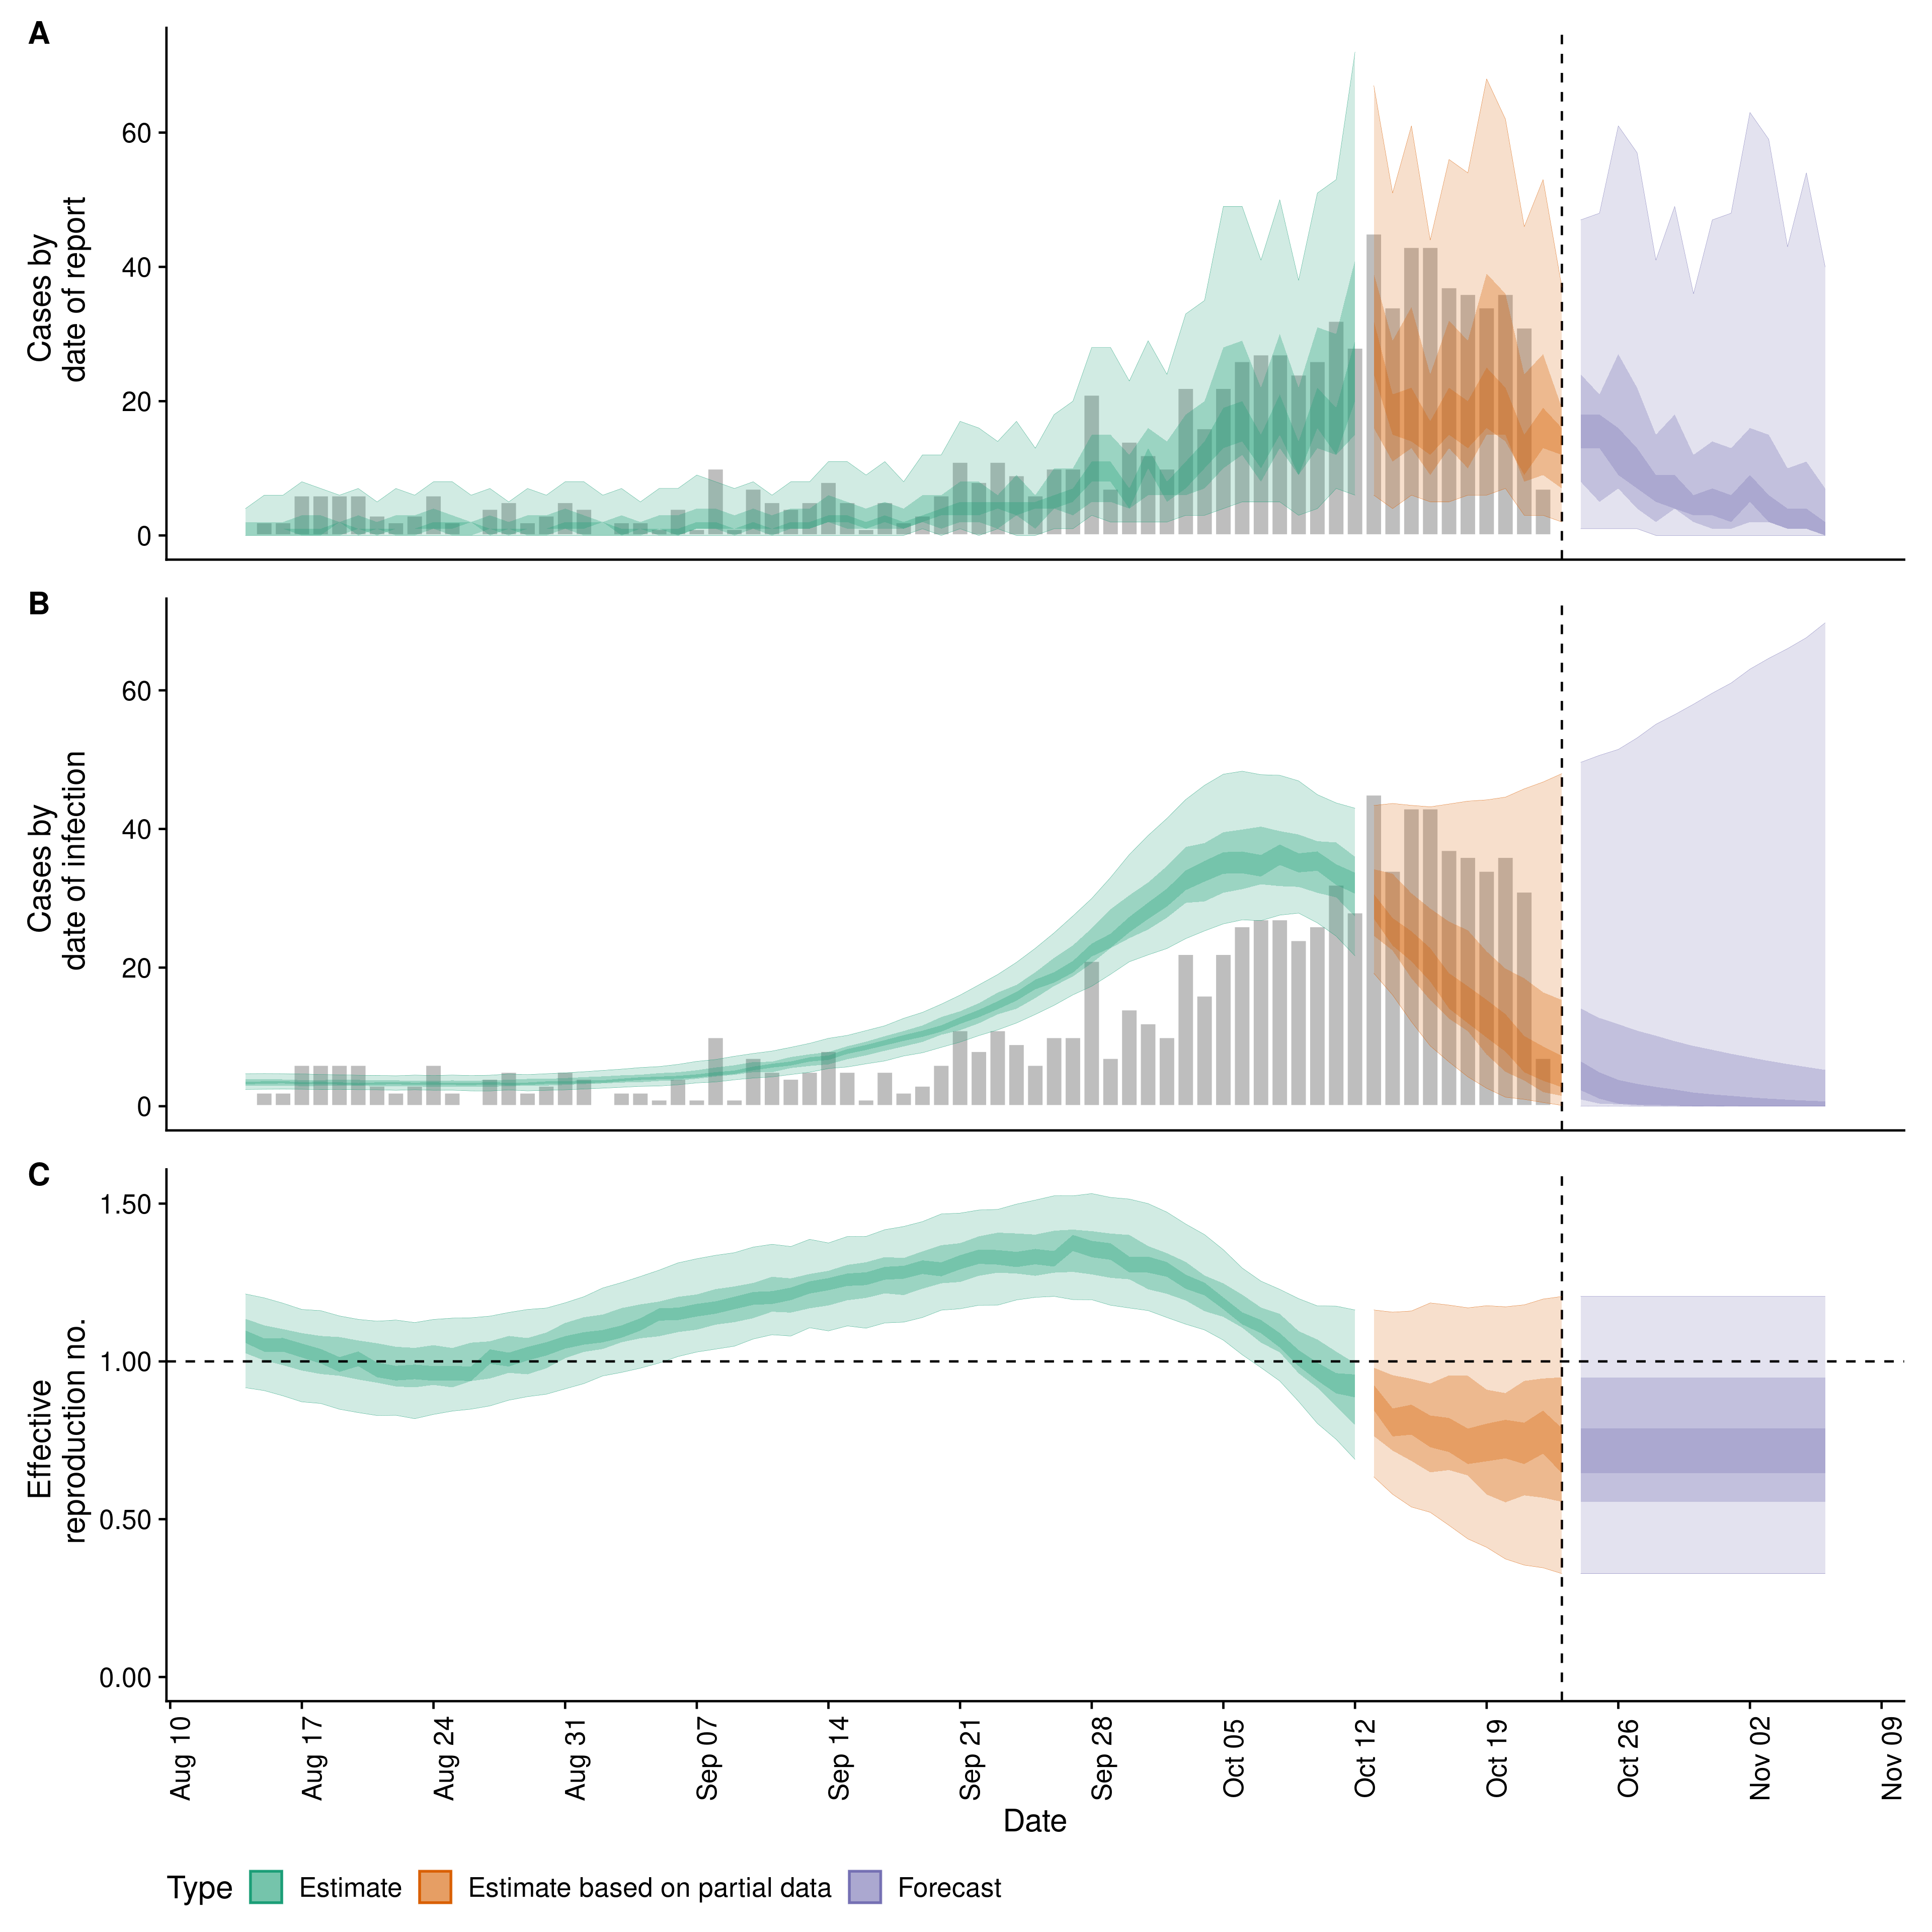 A
Cases by
date of report
60
40
20
0
B
Cases by
date of infection
60
40
20
0
C
Effective
reproduction no.
1.50
1.00
0.50
0.00
Aug 10
Aug 17
Aug 24
Aug 31
Sep 07
Sep 14
Sep 21
Sep 28
Oct 05
Oct 12
Oct 19
Oct 26
Nov 02
Nov 09
Date
Type Estimate Estimate based on partial data Forecast